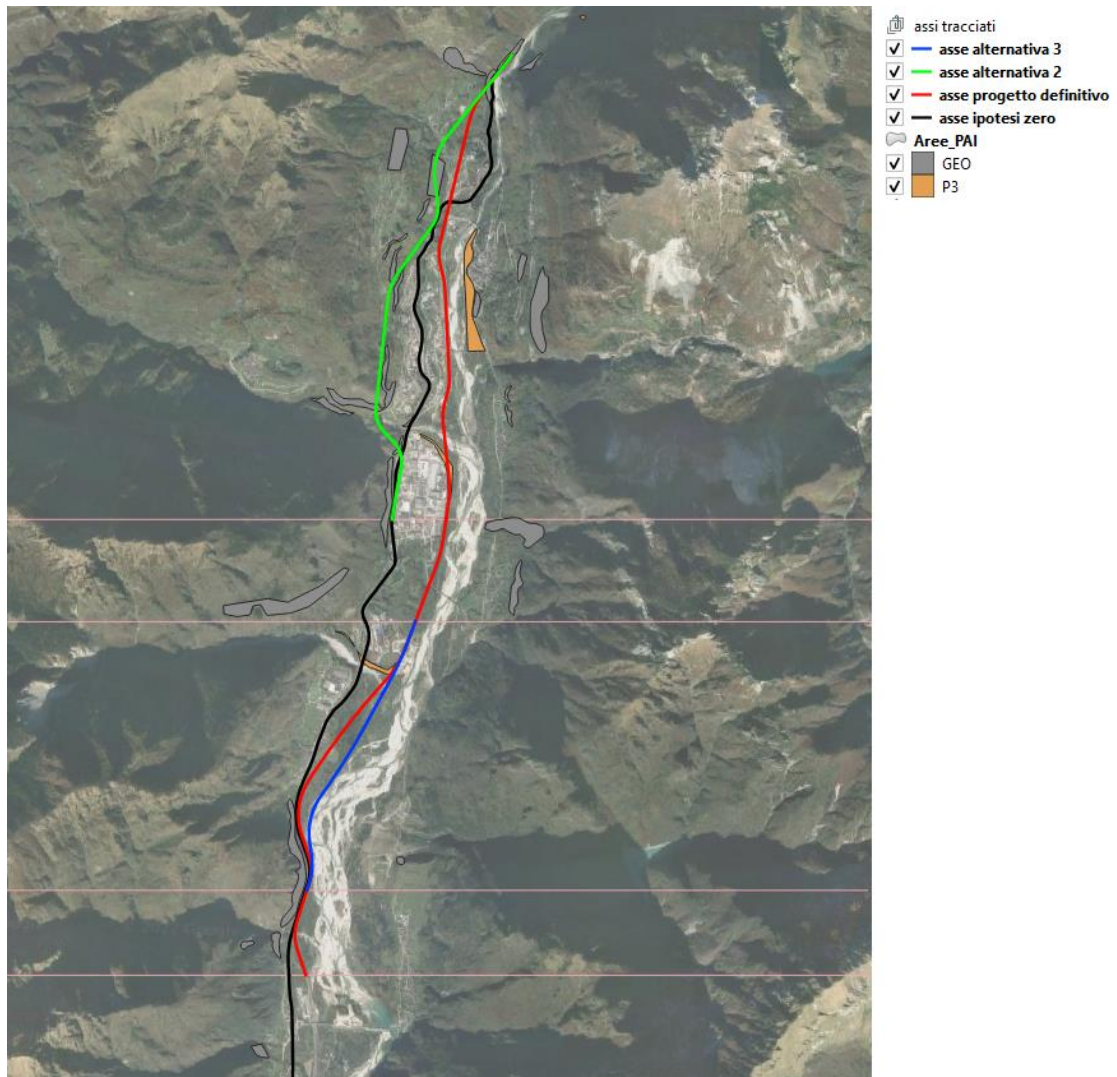 assi tracciati
asse alternativa 3
asse alternativa 2
asse progetto definitivo
asse ipotesi zero
Aree_PAI
GEO
P3